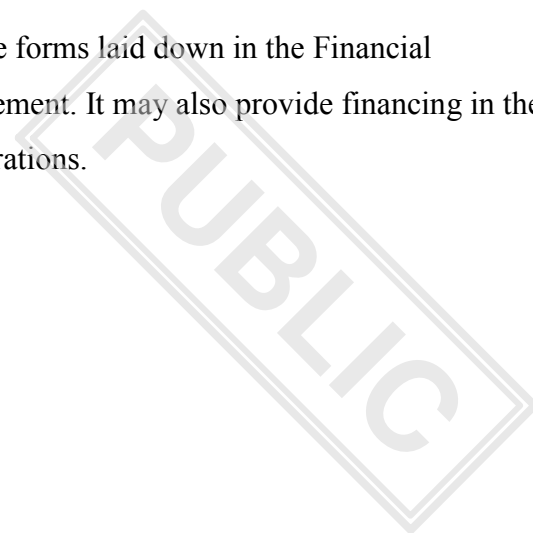 e forms laid down in the Financial
ement. It may also provide financing in the
rations.
PUBLIC